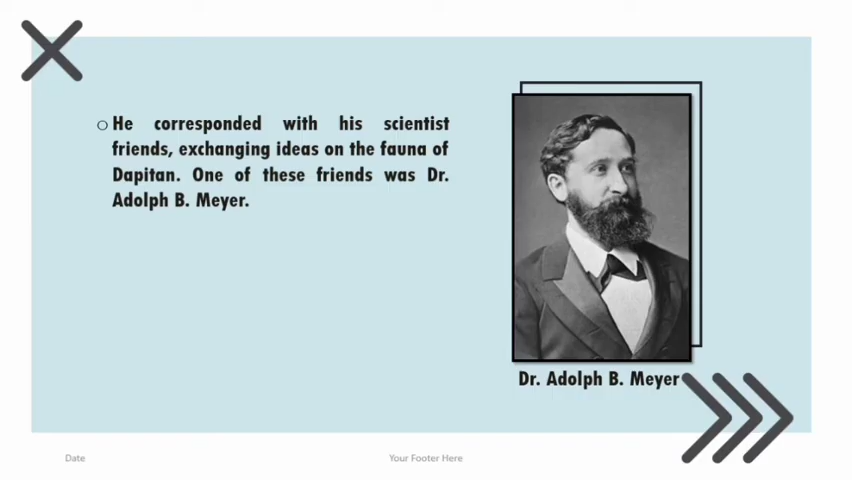 He corresponded with his scientist
friends, exchanging ideas on the fauna of
Dapitan. One of these friends was Dr.
Adolph B. Meyer.
Dr. Adolph B. Meyer
Date
Your Footer Here